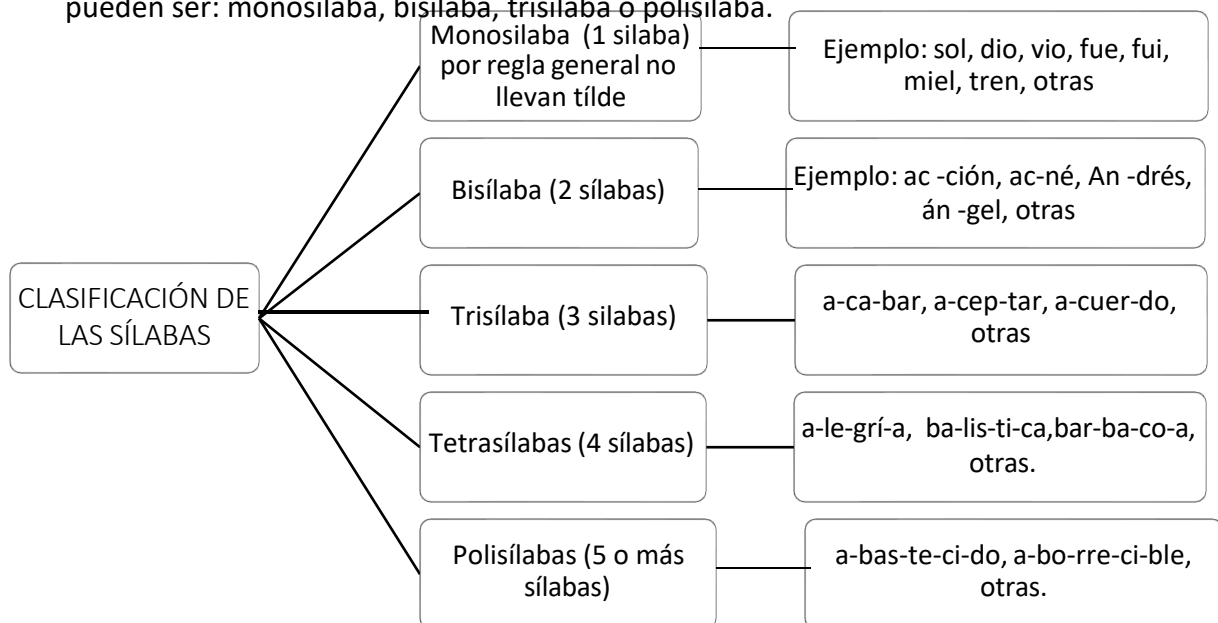 pueden ser: monosílaba, bisílaba, trisílaba o polisílaba.
Monosilaba (1 silaba)
por regla general no
llevan tílde
Ejemplo: sol, dio, vio, fue, fui,
miel, tren, otras
Bisílaba (2 sílabas)
Ejemplo: ac -ción, ac-né, An -drés,
án -gel, otras
CLASIFICACIÓN DE
LAS SÍLABAS
Trisílaba (3 silabas)
a-ca-bar, a-cep-tar, a-cuer-do,
otras
Tetrasílabas (4 sílabas)
a-le-grí-a, ba-lis-ti-ca,bar-ba-co-a,
otras.
Polisílabas (5 o más
sílabas)
a-bas-te-ci-do, a-bo-rre-ci-ble,
otras.